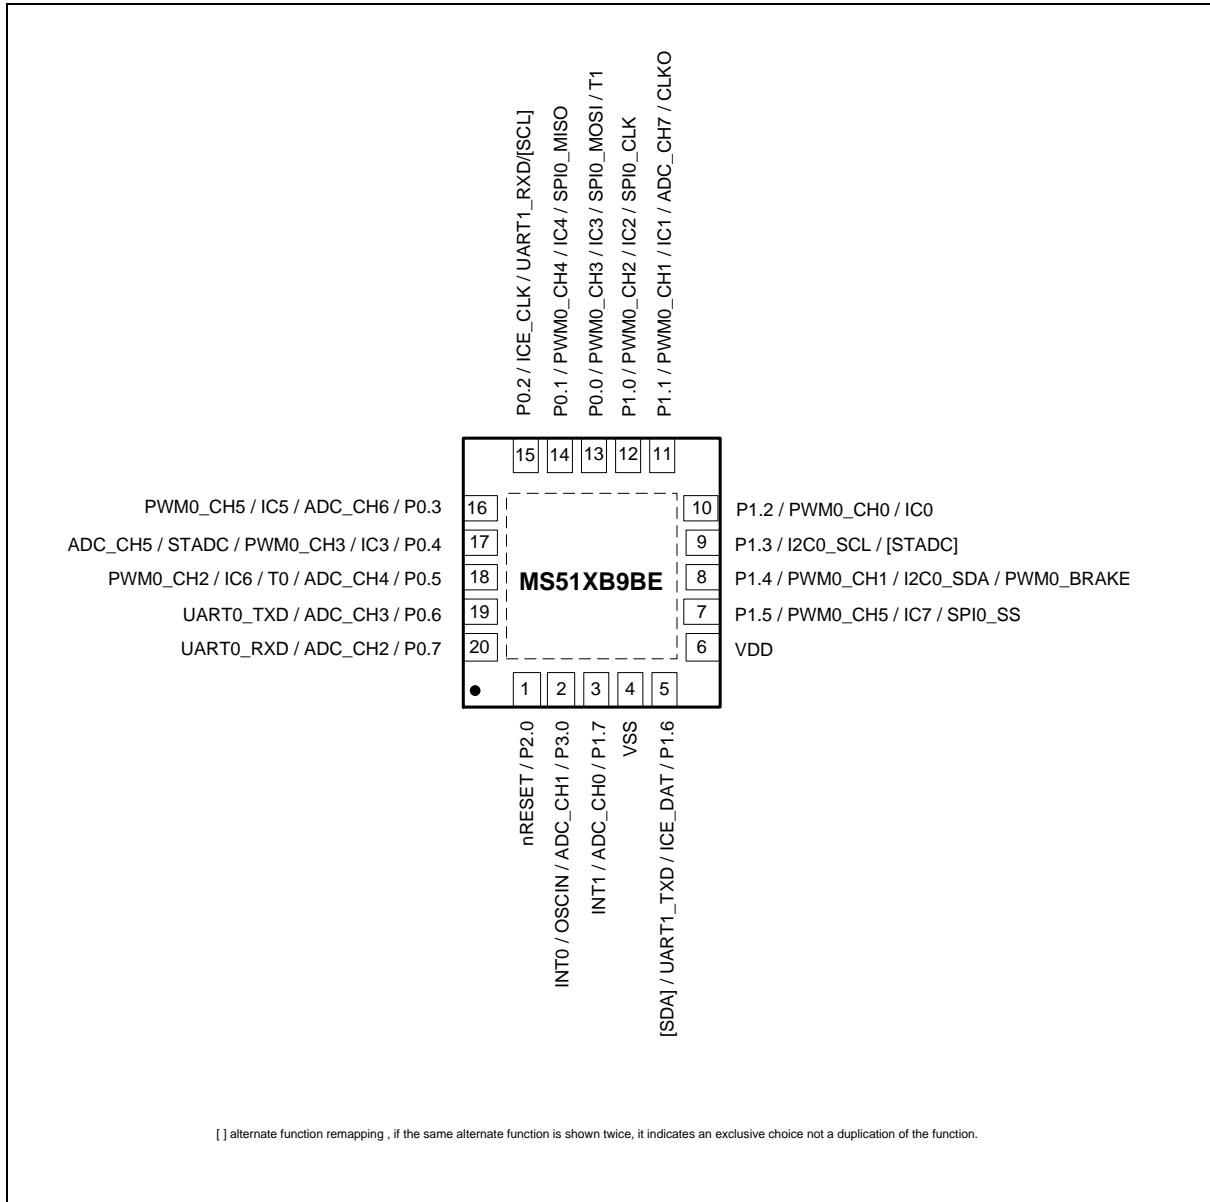 P0.2 / ICE_CLK / UART1_RXD/[SCL]
P0.1 / PWM0_CH4 / IC4 / SPI0_MISO
P0.0 / PWM0_CH3 / IC3 / SPI0_MOSI / T1
P1.0 / PWM0_CH2 / IC2 / SPI0_CLK
P1.1 / PWM0_CH1 / IC1 / ADC_CH7 / CLKO
15 14 13 12 11
PWM0_CH5 / IC5 / ADC_CH6 / P0.3 16
ADC_CH5 / STADC / PWM0_CH3 / IC3 / P0.4 17
PWM0_CH2 / IC6 / T0 / ADC_CH4 / P0.5 18
UART0_TXD / ADC_CH3 / P0.6 19
UART0_RXD / ADC_CH2 / P0.7 20
MS51XB9BE
10 P1.2 / PWM0_CH0 / IC0
9 P1.3 / I2C0_SCL / [STADC]
8 P1.4 / PWM0_CH1 / I2C0_SDA / PWM0_BRAKE
7 P1.5 / PWM0_CH5 / IC7 / SPI0_SS
6 VDD
1 2 3 4 5
nRESET / P2.0
INT0 / OSCIN / ADC_CH1 / P3.0
INT1 / ADC_CH0 / P1.7
VSS
[SDA] / UART1_TXD / ICE_DAT / P1.6
[ ] alternate function remapping , if the same alternate function is shown twice, it indicates an exclusive choice not a duplication of the function.